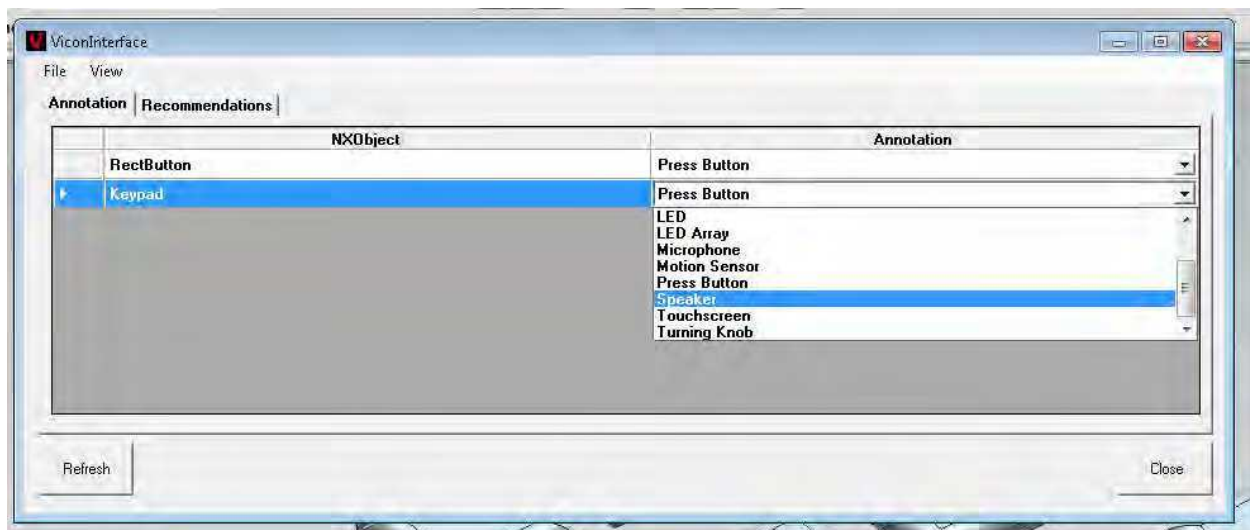 ViconInterface
File View
Annotation Recommendations
NXObject Annotation
RectButton Press Button
Keypad Press Button
LED
LED Array
Microphone
Motion Sensor
Press Button
Speaker
Touchscreen
Turning Knob
Refresh Close